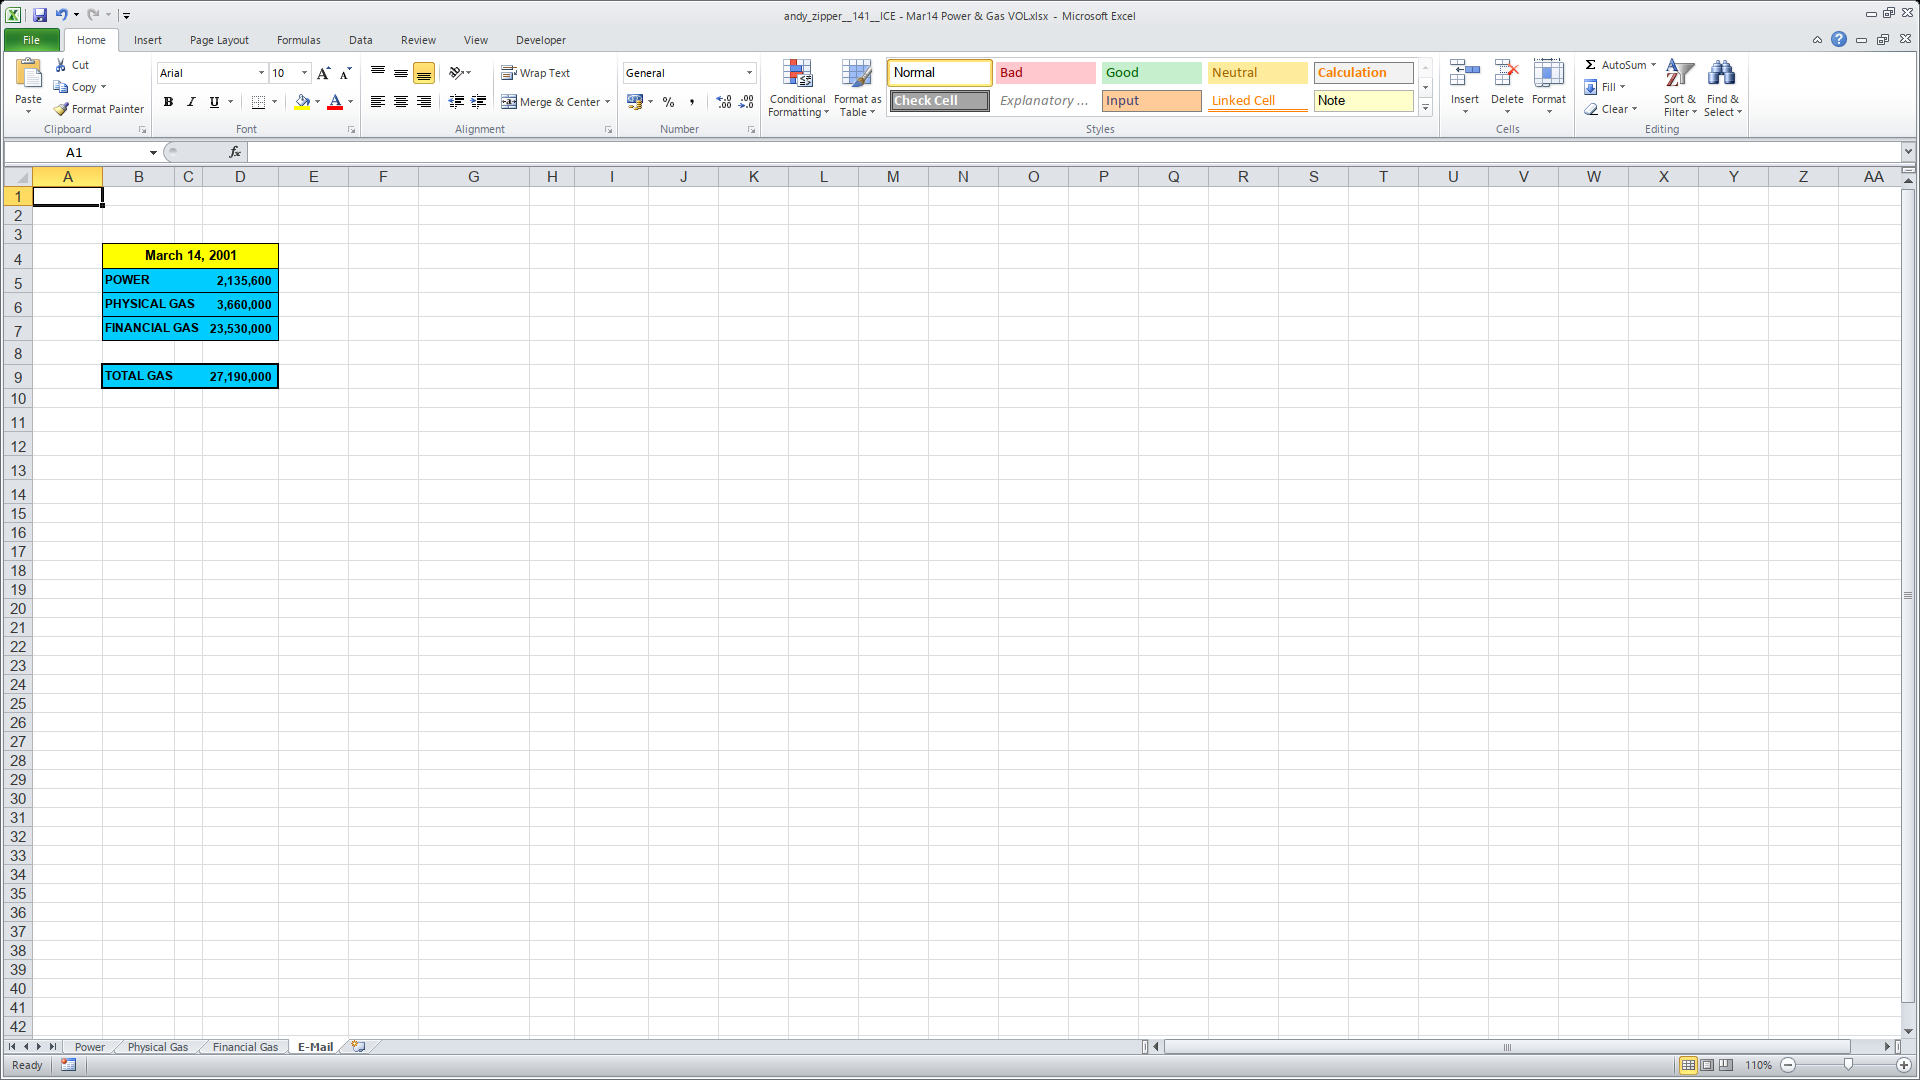 andy_zipper__141__ICE - Mar14 Power & Gas VOL.xlsx - Microsoft Excel
File Home Insert Page Layout Formulas Data Review View Developer
Paste Cut Copy Format Painter Clipboard
Arial 10 A A B I U A Font
Wrap Text Merge & Center Alignment
General % , Number
Conditional Formatting Format as Table
Normal Bad Good Neutral Calculation
Check Cell Explanatory ... Input Linked Cell Note
Styles
Insert Delete Format Cells
Σ AutoSum Fill Clear Sort & Filter Find & Select Editing
A1 fx
A B C D E F G H I J K L M N O P Q R S T U V W X Y Z AA
1
2
3
4 March 14, 2001
5 POWER 2,135,600
6 PHYSICAL GAS 3,660,000
7 FINANCIAL GAS 23,530,000
8
9 TOTAL GAS 27,190,000
10
11
12
13
14
15
16
17
18
19
20
21
22
23
24
25
26
27
28
29
30
31
32
33
34
35
36
37
38
39
40
41
42
Power Physical Gas Financial Gas E-Mail
Ready 110%